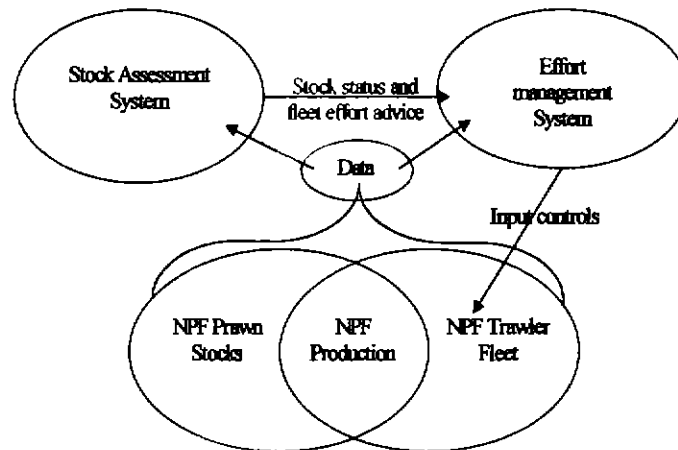 Stock Assessment
System
Stock status and
fleet effort advice
Effort
management
System
Data
Input controls
NPF Prawn
Stocks
NPF
Production
NPF Trawler
Fleet